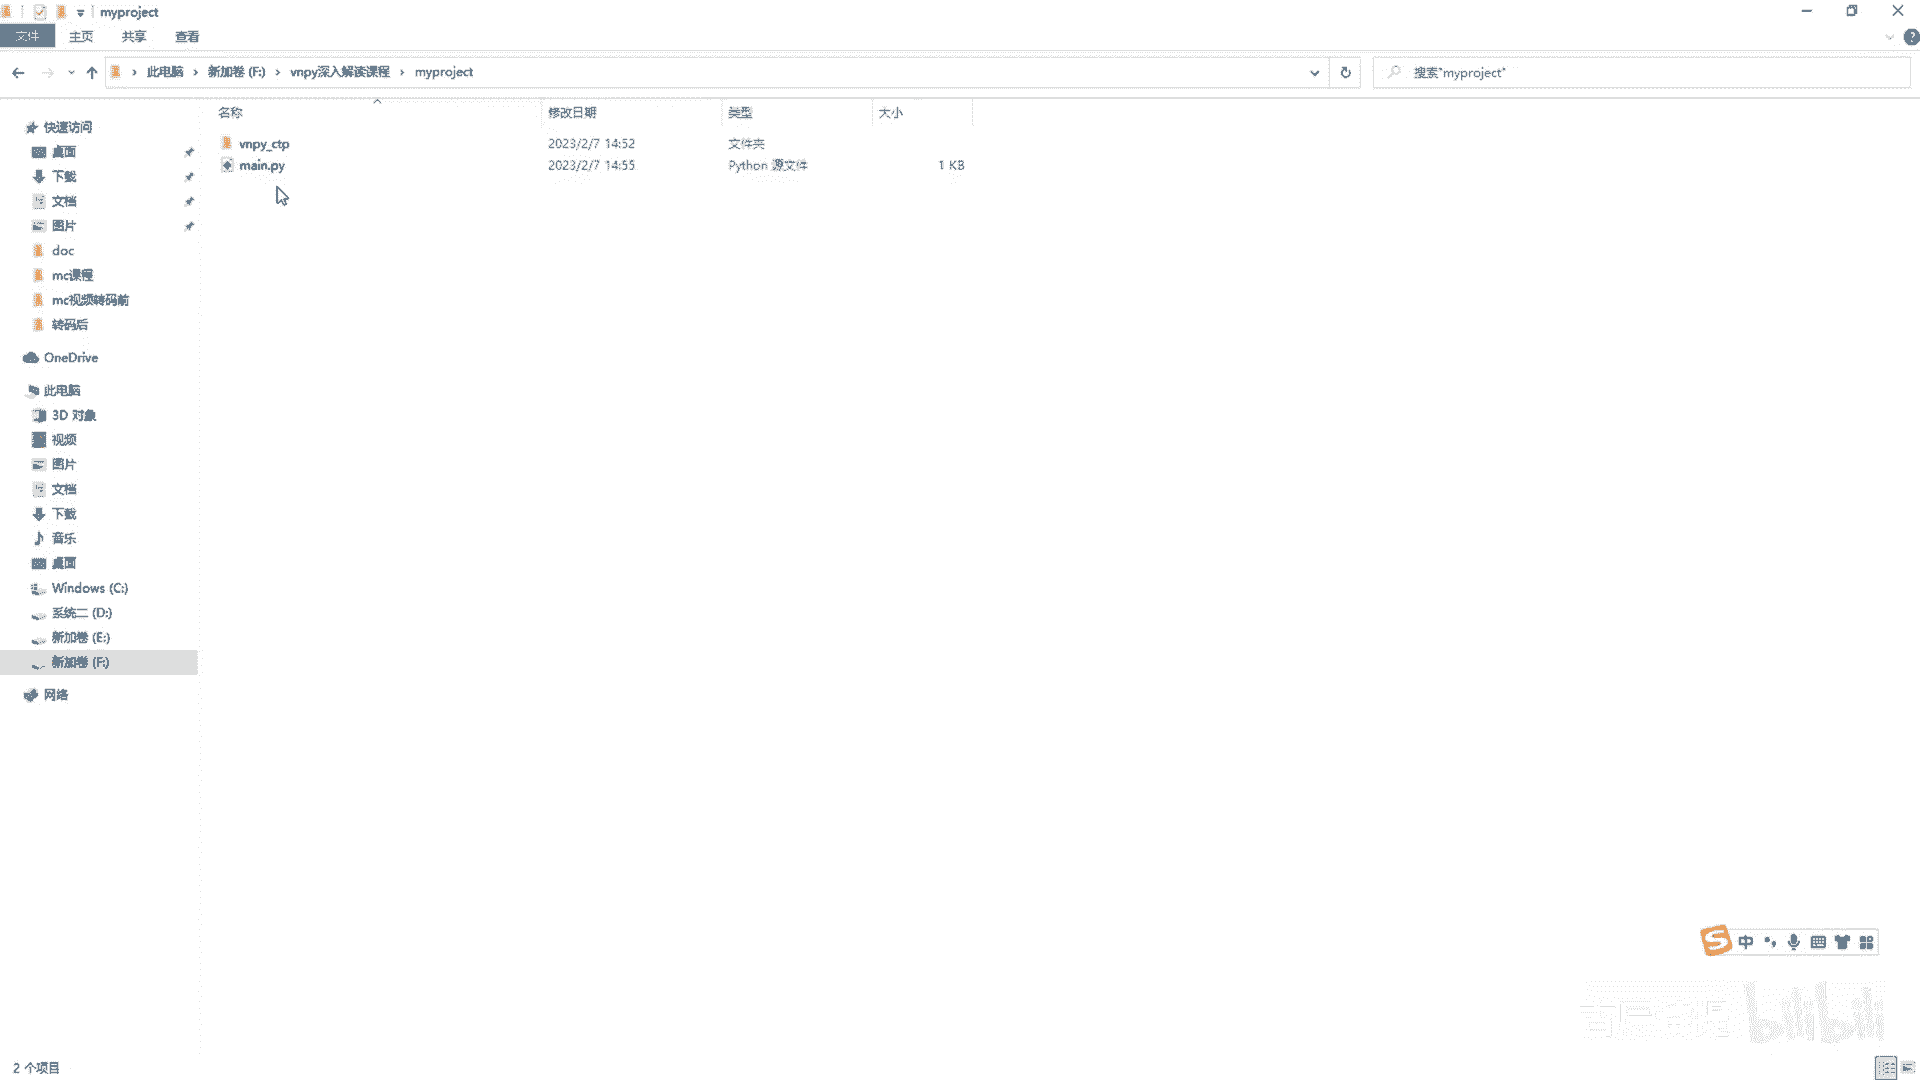 myproject
文件 主页 共享 查看
此电脑 › 新加卷 (F:) › vnpy深入解读课程 › myproject
搜索"myproject"
名称 修改日期 类型 大小
vnpy_ctp 2023/2/7 14:52 文件夹
main.py 2023/2/7 14:55 Python 源文件 1 KB
快速访问
桌面
下载
文档
图片
doc
mc课程
mc视频转码前
转码后
OneDrive
此电脑
3D 对象
视频
图片
文档
下载
音乐
桌面
Windows (C:)
系统二 (D:)
新加卷 (E:)
新加卷 (F:)
网络
S 中
bilibili
2 个项目